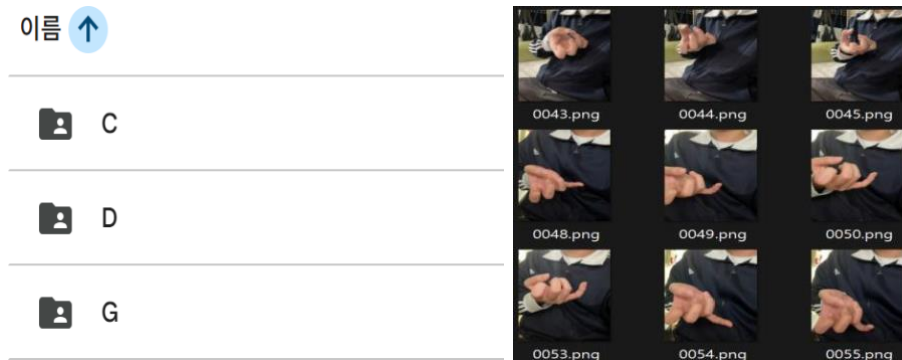 이름
C
D
G
0043.png 0044.png 0045.png
0048.png 0049.png 0050.png
0053.png 0054.png 0055.png